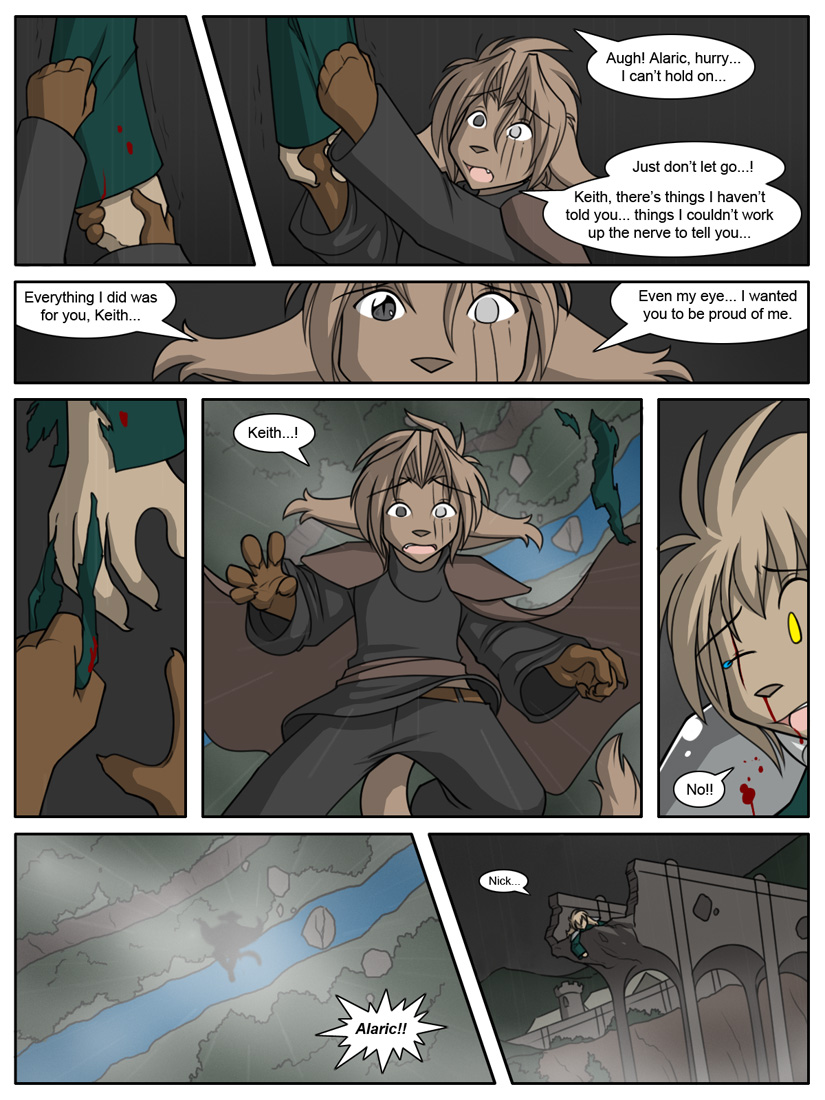 Augh! Alaric, hurry...
I can't hold on...
Just don't let go...!
Keith, there's things I haven't
told you... things I couldn't work
up the nerve to tell you...
Everything I did was
for you, Keith...
Even my eye... I wanted
you to be proud of me.
Keith...!
No!!
Alaric!!
Nick...